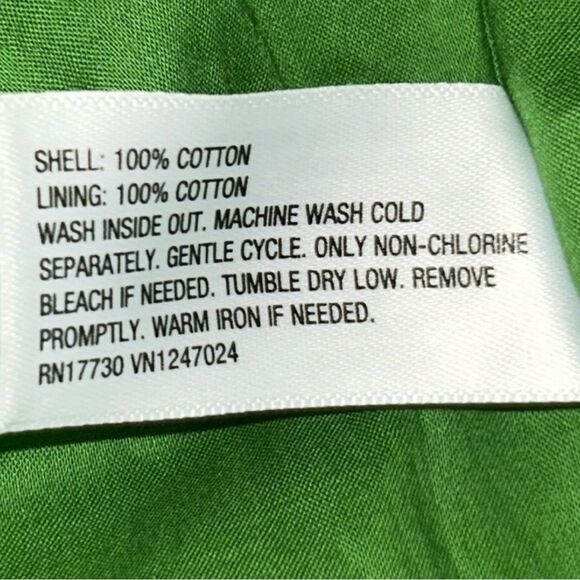 SHELL: 100% COTTON
LINING: 100% COTTON
WASH INSIDE OUT. MACHINE WASH COLD
SEPARATELY. GENTLE CYCLE. ONLY NON-CHLORINE
BLEACH IF NEEDED. TUMBLE DRY LOW. REMOVE
PROMPTLY. WARM IRON IF NEEDED.
RN17730 VN1247024